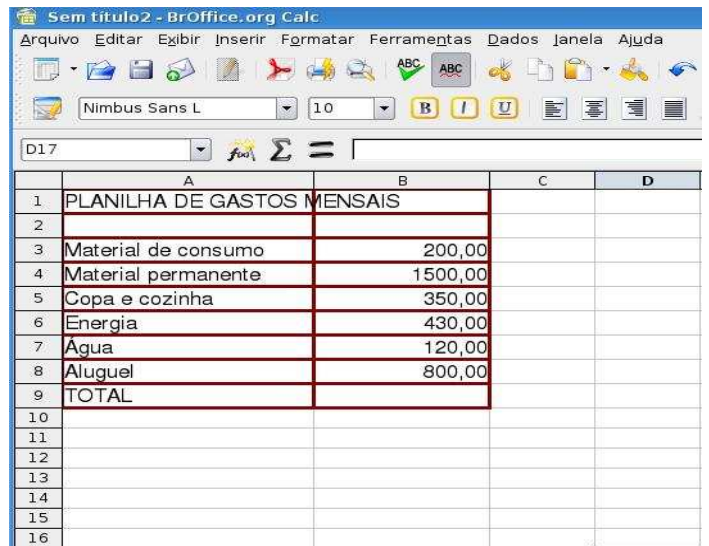 Sem título2 - BrOffice.org Calc
Arquivo Editar Exibir Inserir Formatar Ferramentas Dados Janela Ajuda
ABC ABC
Nimbus Sans L 10 B I U
D17 f(x) Σ =
A B C D
1 PLANILHA DE GASTOS MENSAIS
2
3 Material de consumo 200,00
4 Material permanente 1500,00
5 Copa e cozinha 350,00
6 Energia 430,00
7 Água 120,00
8 Aluguel 800,00
9 TOTAL
10
11
12
13
14
15
16